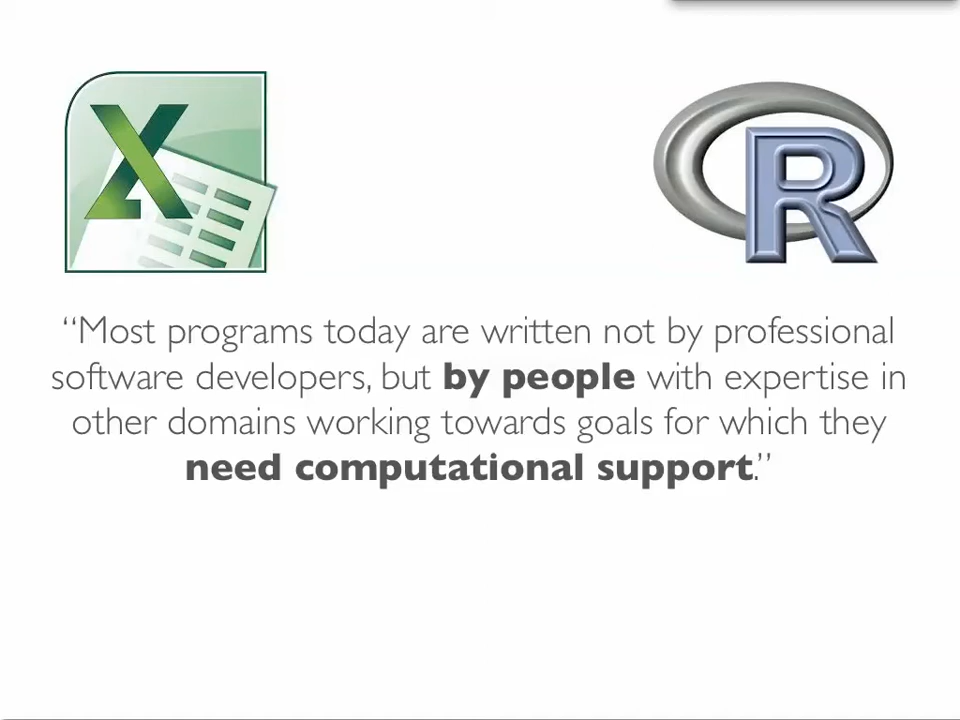 X
R
“Most programs today are written not by professional
software developers, but by people with expertise in
other domains working towards goals for which they
need computational support.”